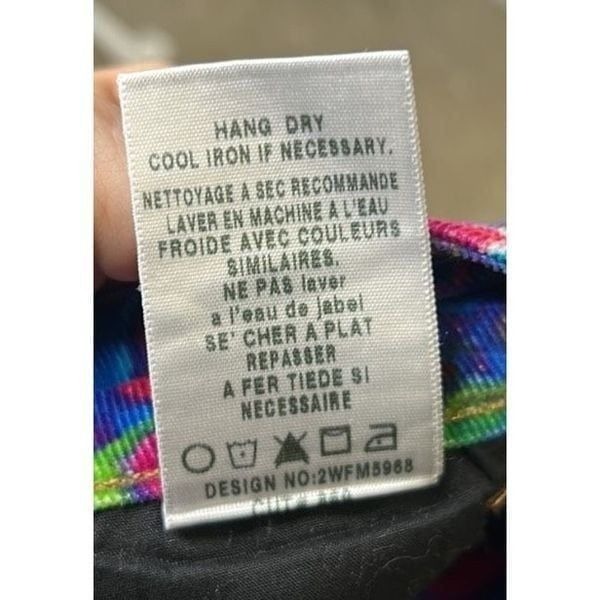 HANG DRY
COOL IRON IF NECESSARY.
NETTOYAGE A SEC RECOMMANDE
LAVER EN MACHINE A L'EAU
FROIDE AVEC COULEURS
SIMILAIRES.
NE PAS laver
a l'eau de jabel
SE' CHER A PLAT
REPASSER
A FER TIEDE SI
NECESSAIRE
DESIGN NO:2WFM5968